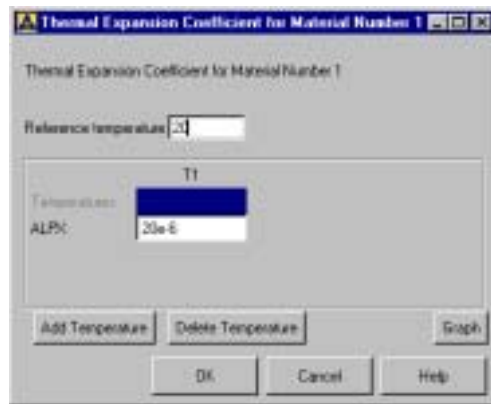 Thermal Expansion Coefficient for Material Number 1
Thermal Expansion Coefficient for Material Number 1
Reference temperature 20
T1
Temperatures
ALPX 20e-6
Add Temperature Delete Temperature Graph
OK Cancel Help